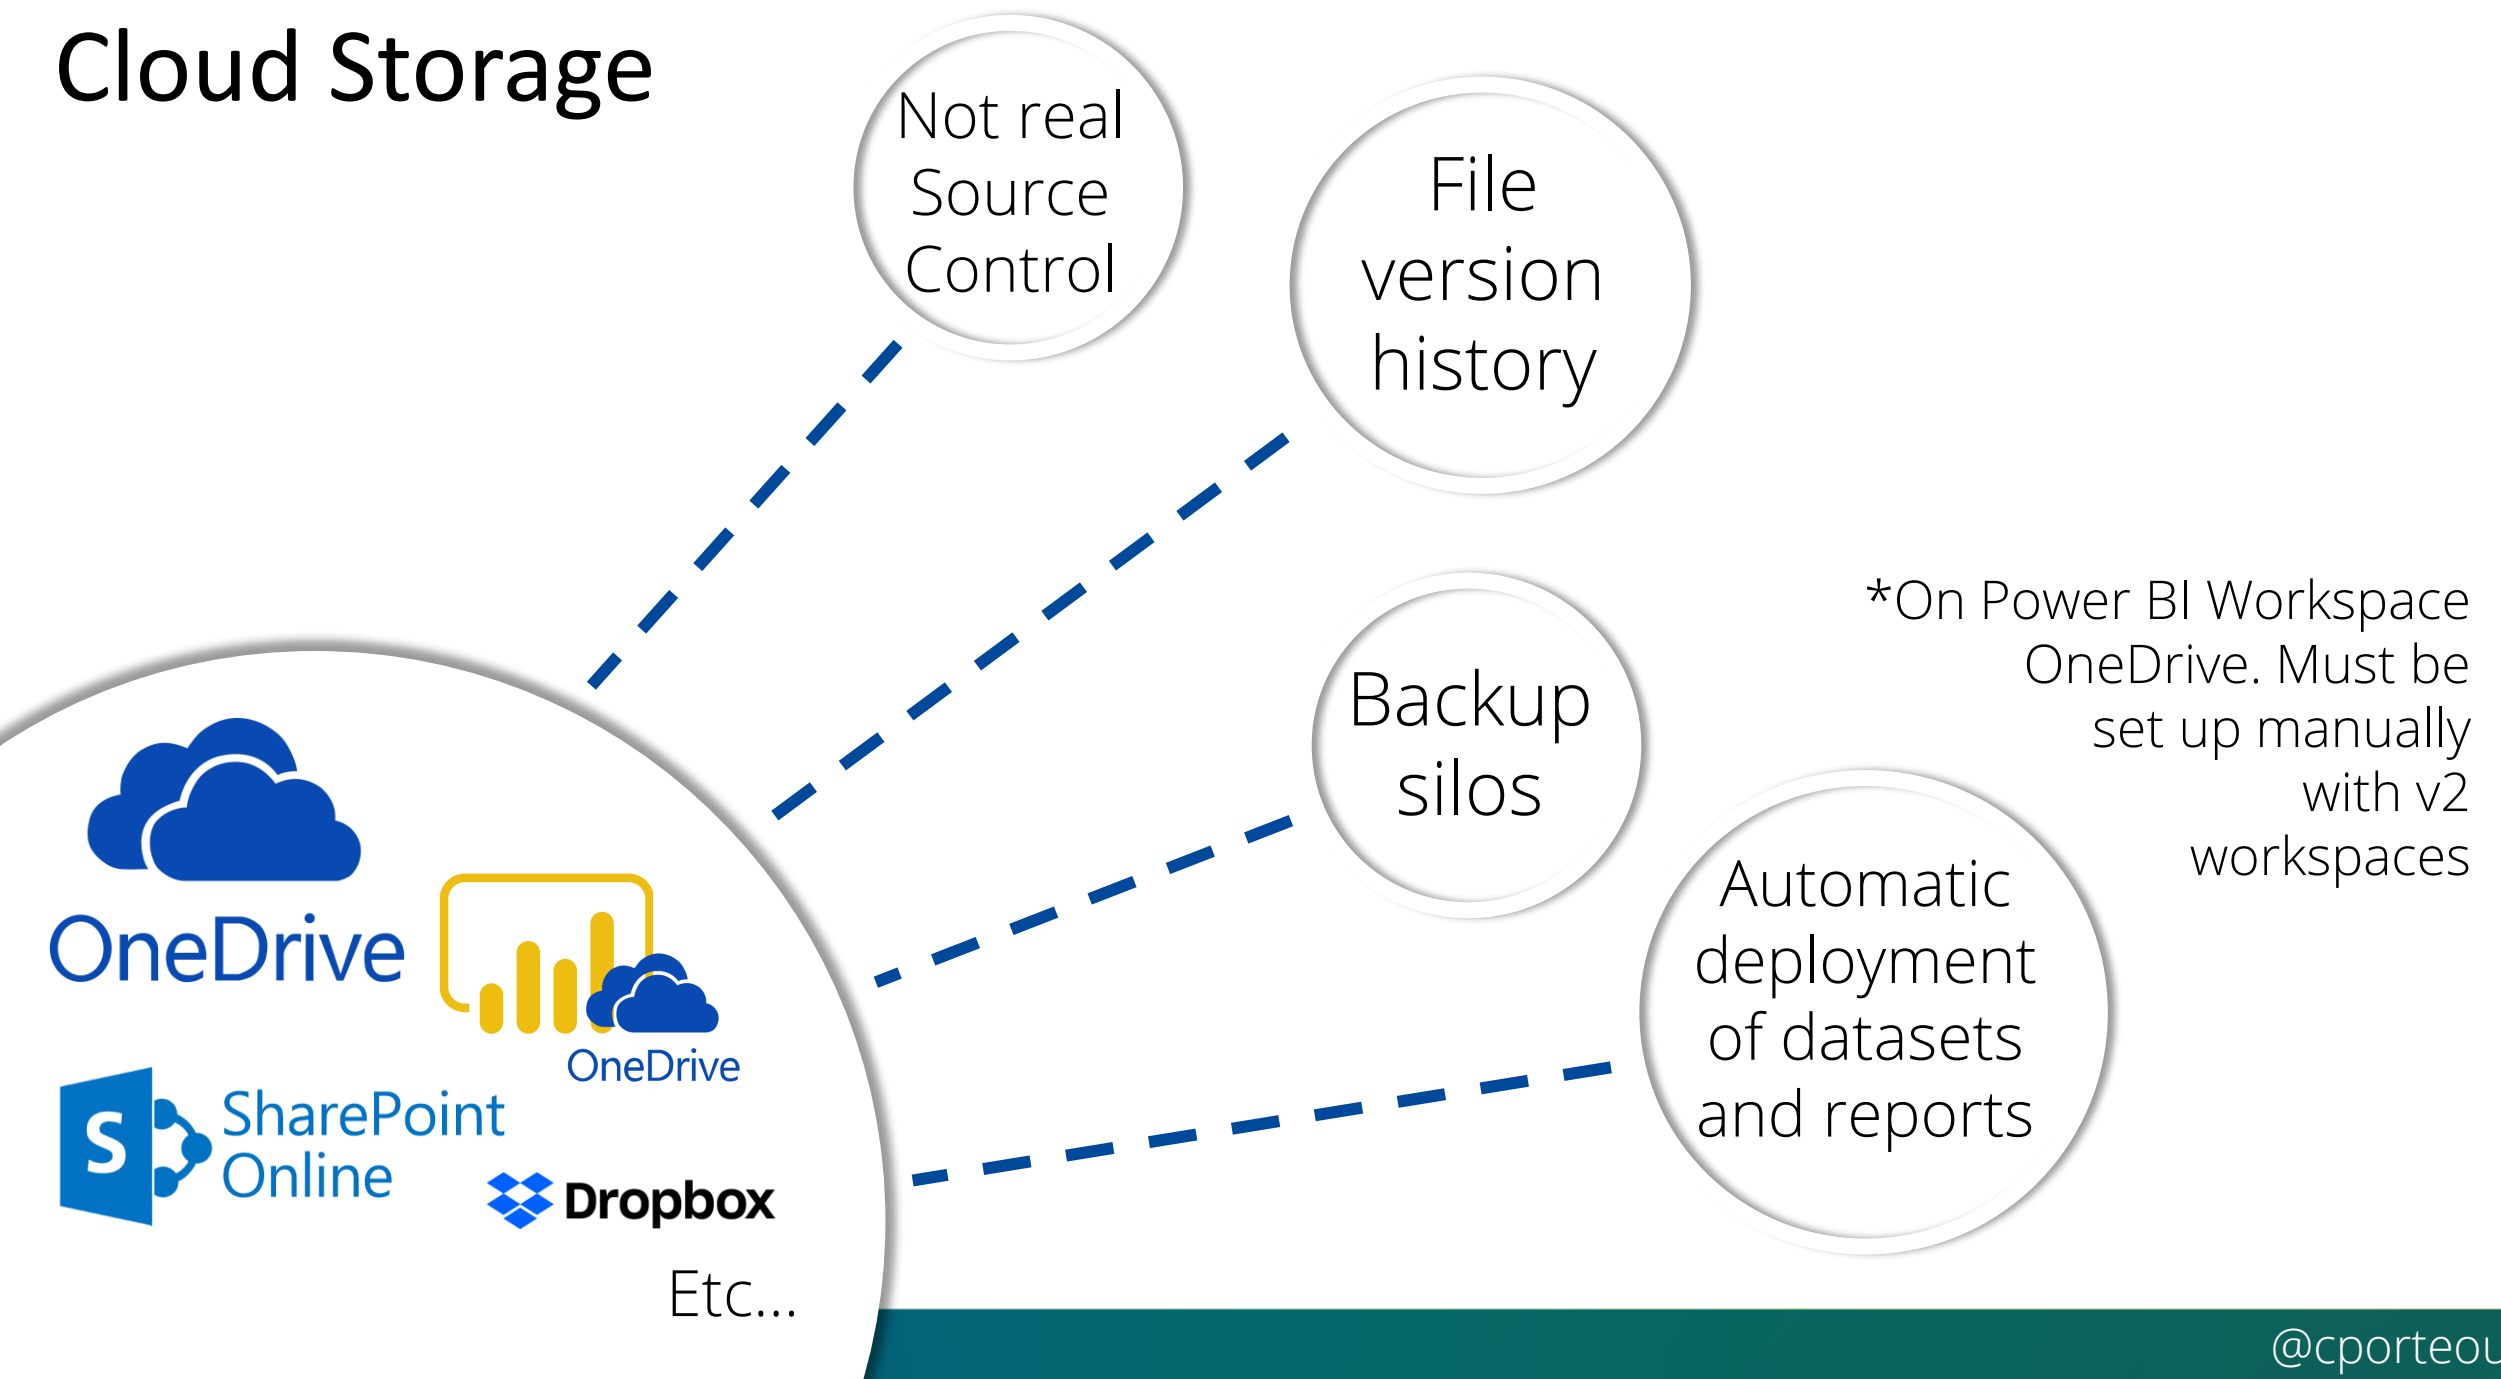 Cloud Storage
Not real
Source
Control
File
version
history
Backup
silos
*On Power BI Workspace
OneDrive. Must be
set up manually
with v2
workspaces
Automatic
deployment
of datasets
and reports
OneDrive
OneDrive
S
SharePoint
Online
Dropbox
Etc...
@cporteou